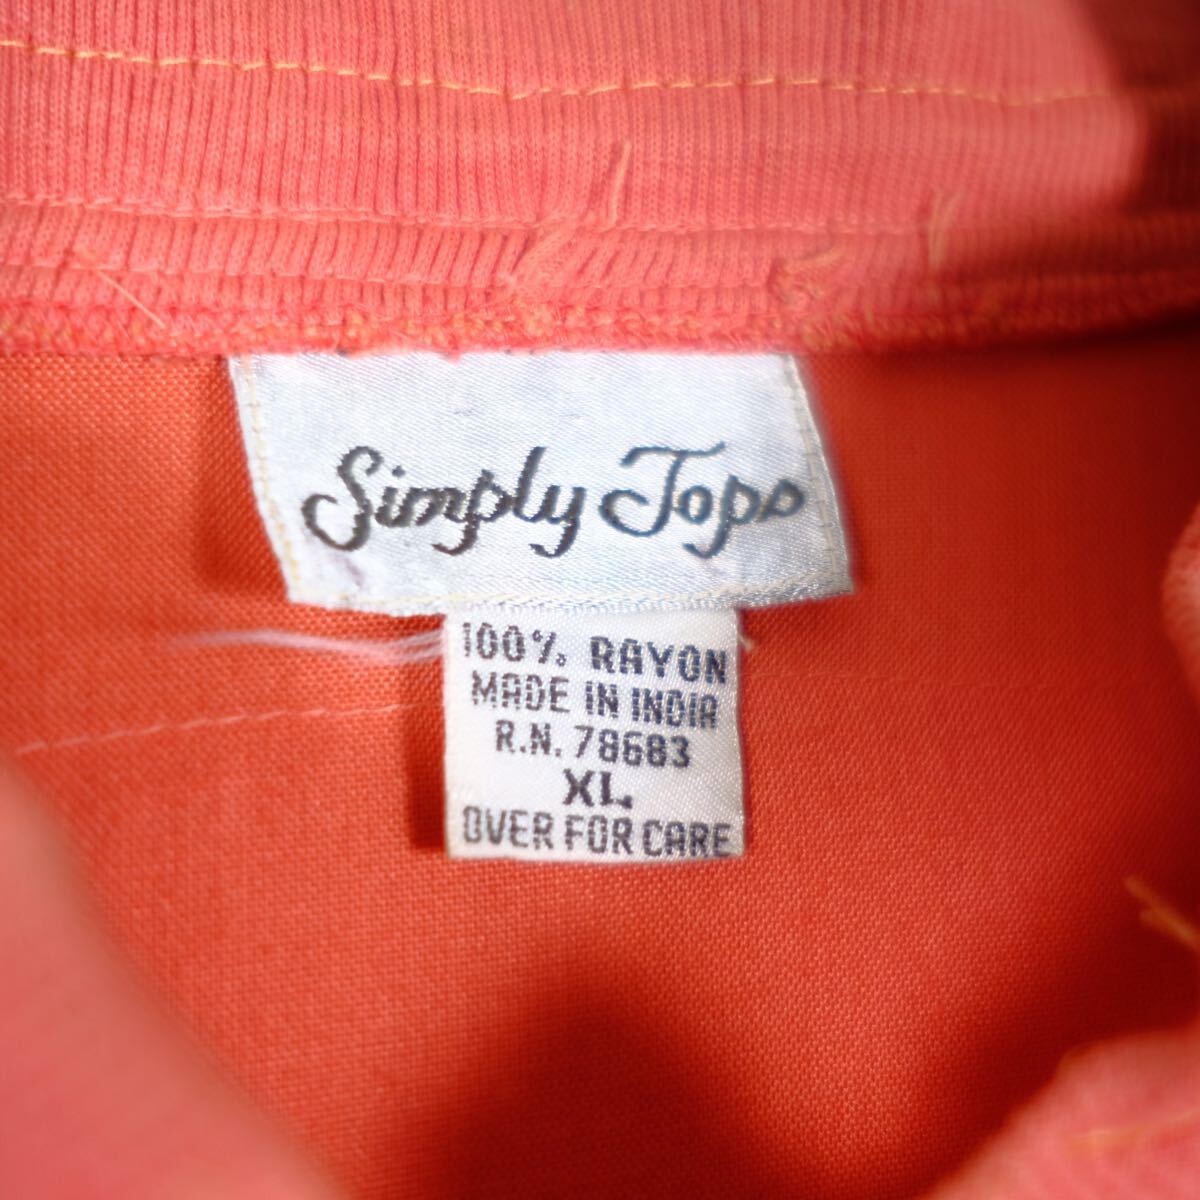 Simply Tops
100% RAYON
MADE IN INDIA
R.N. 78683
XL
OVER FOR CARE